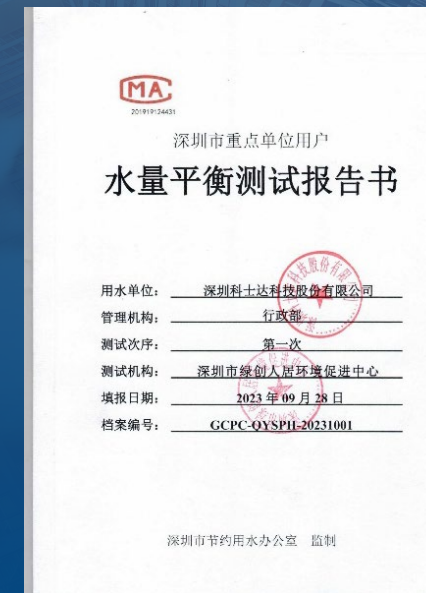 MA
201919124431
深圳市重点单位用户
水量平衡测试报告书
用水单位： 深圳科士达科技股份有限公司
管理机构： 行政部
测试次序： 第一次
测试机构： 深圳市绿创人居环境促进中心
填报日期： 2023 年 09 月 28 日
档案编号： GCPC-QYSPH-20231001
深圳市节约用水办公室 监制